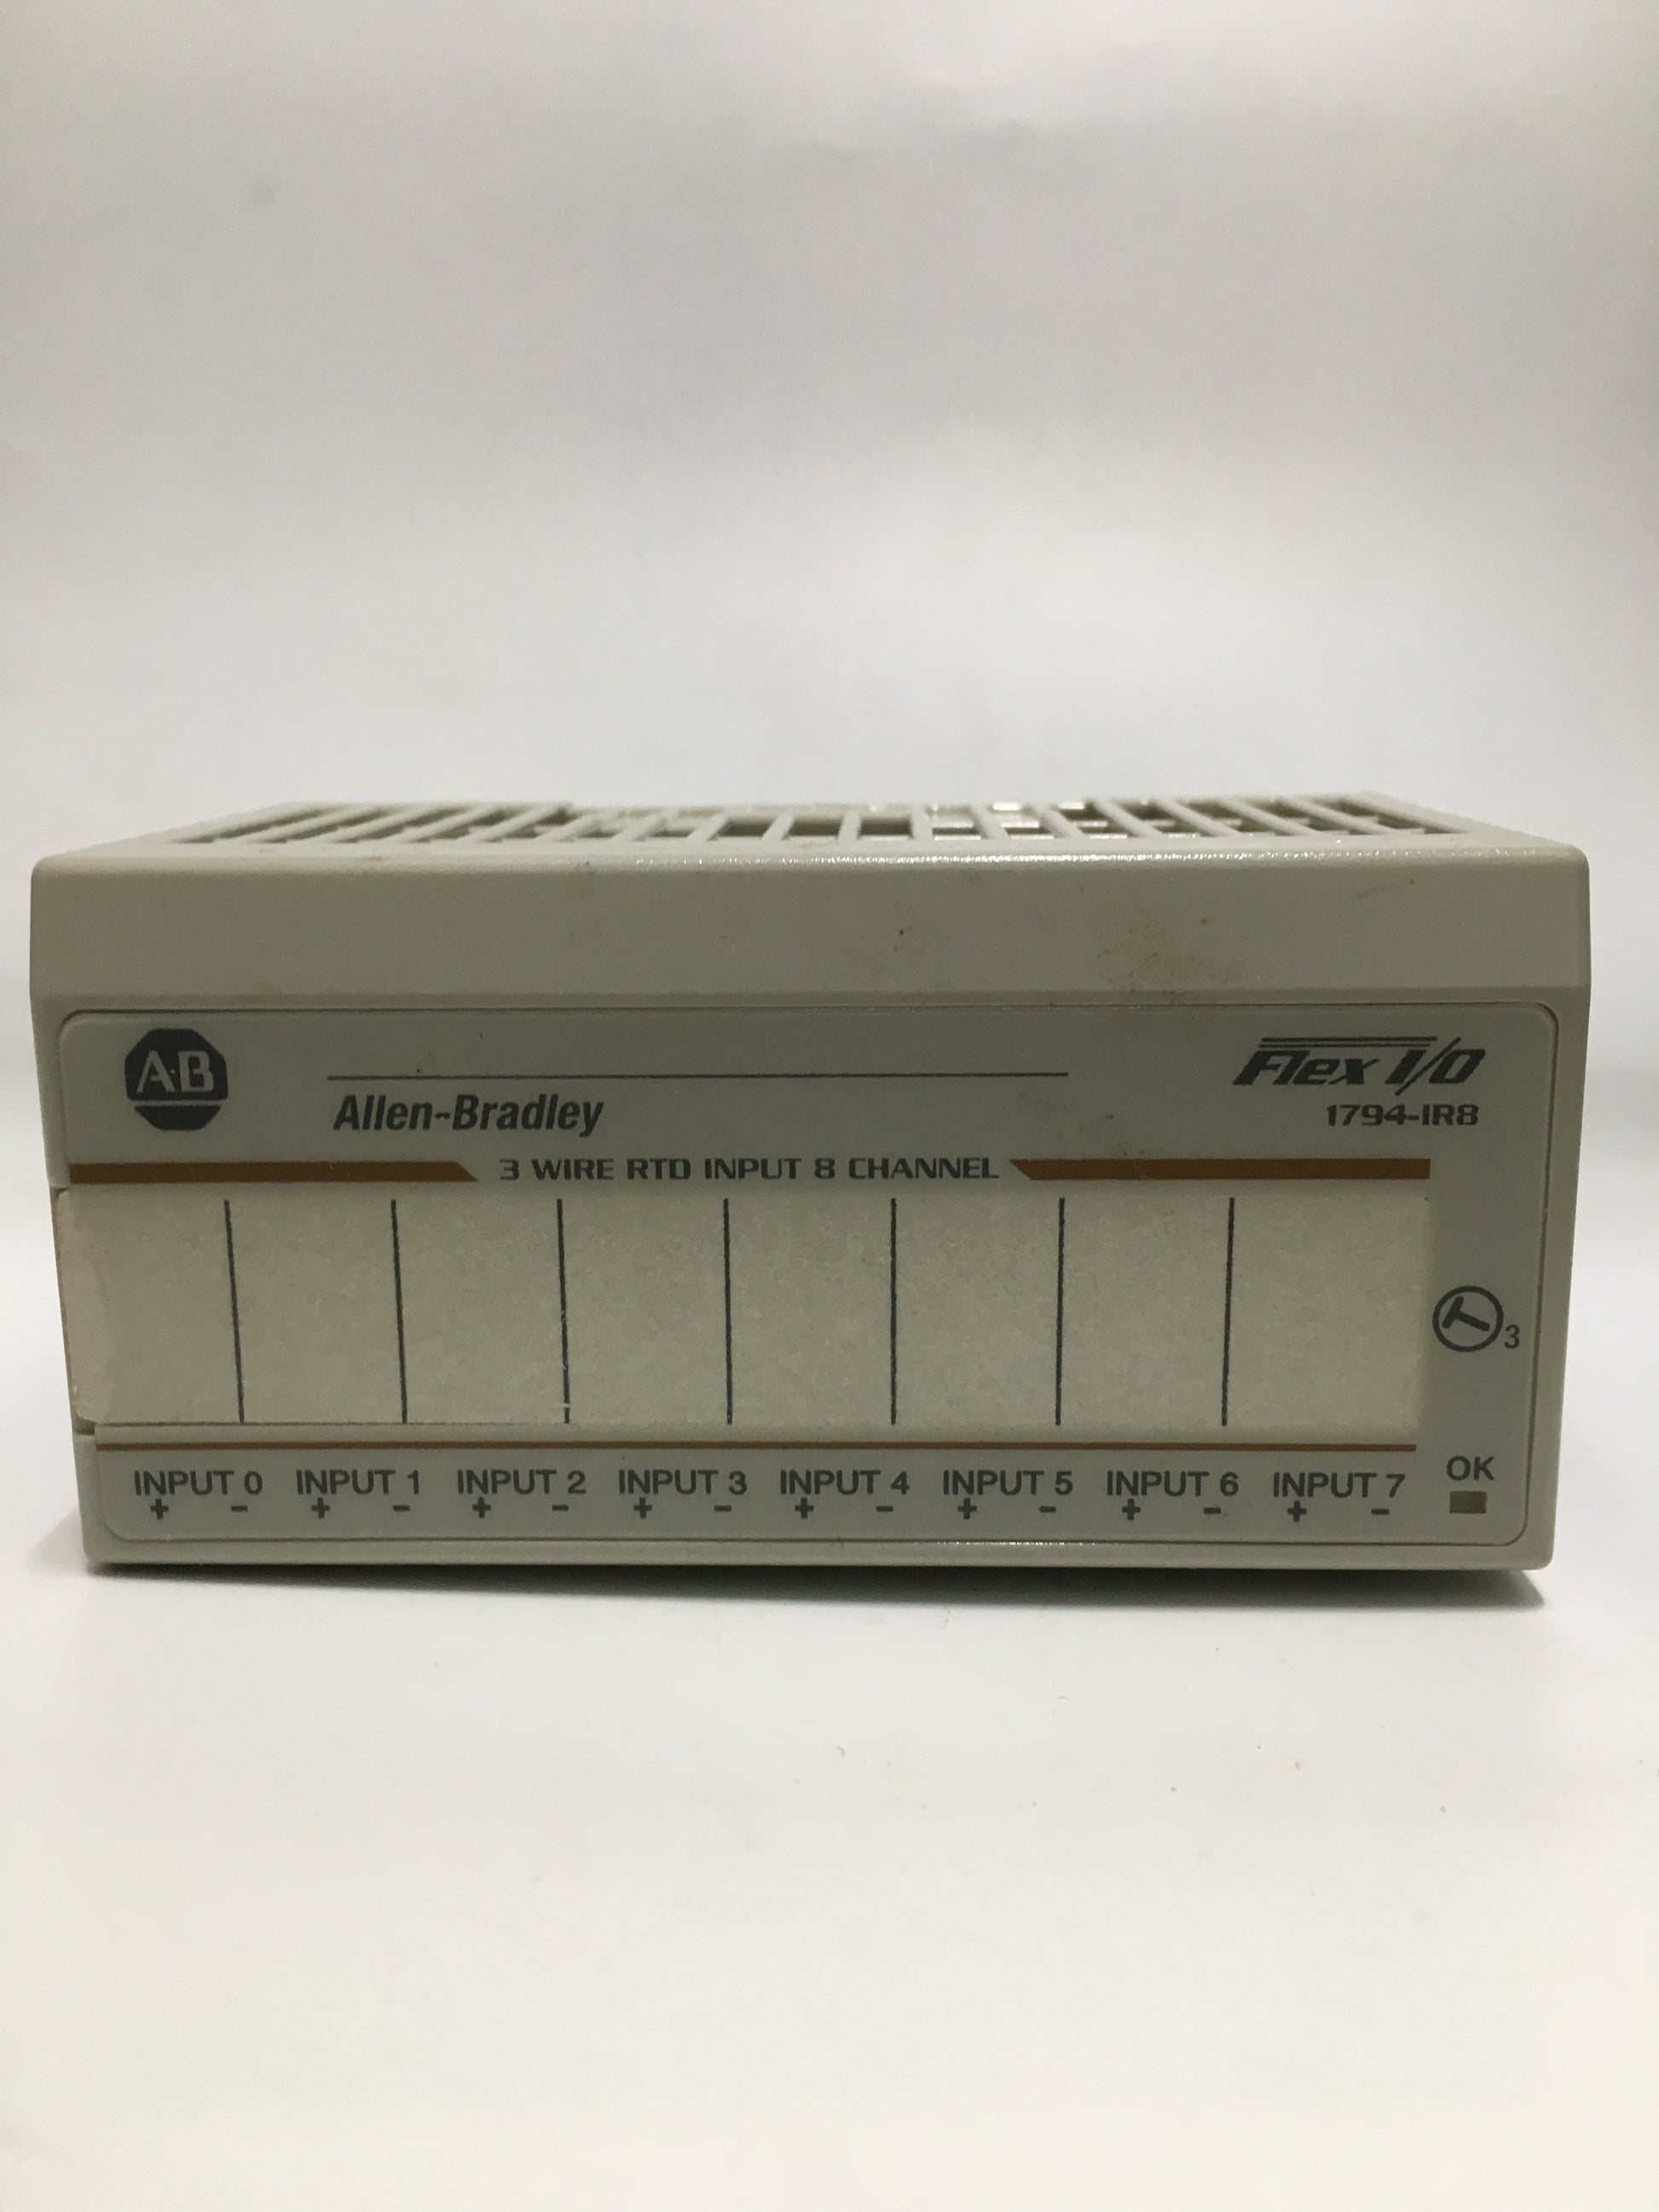 A·B
Flex I/O
Allen-Bradley
1794-IR8
3 WIRE RTD INPUT 8 CHANNEL
3
INPUT 0 INPUT 1 INPUT 2 INPUT 3 INPUT 4 INPUT 5 INPUT 6 INPUT 7 OK
+ - + - + - + - + - + - + - + -